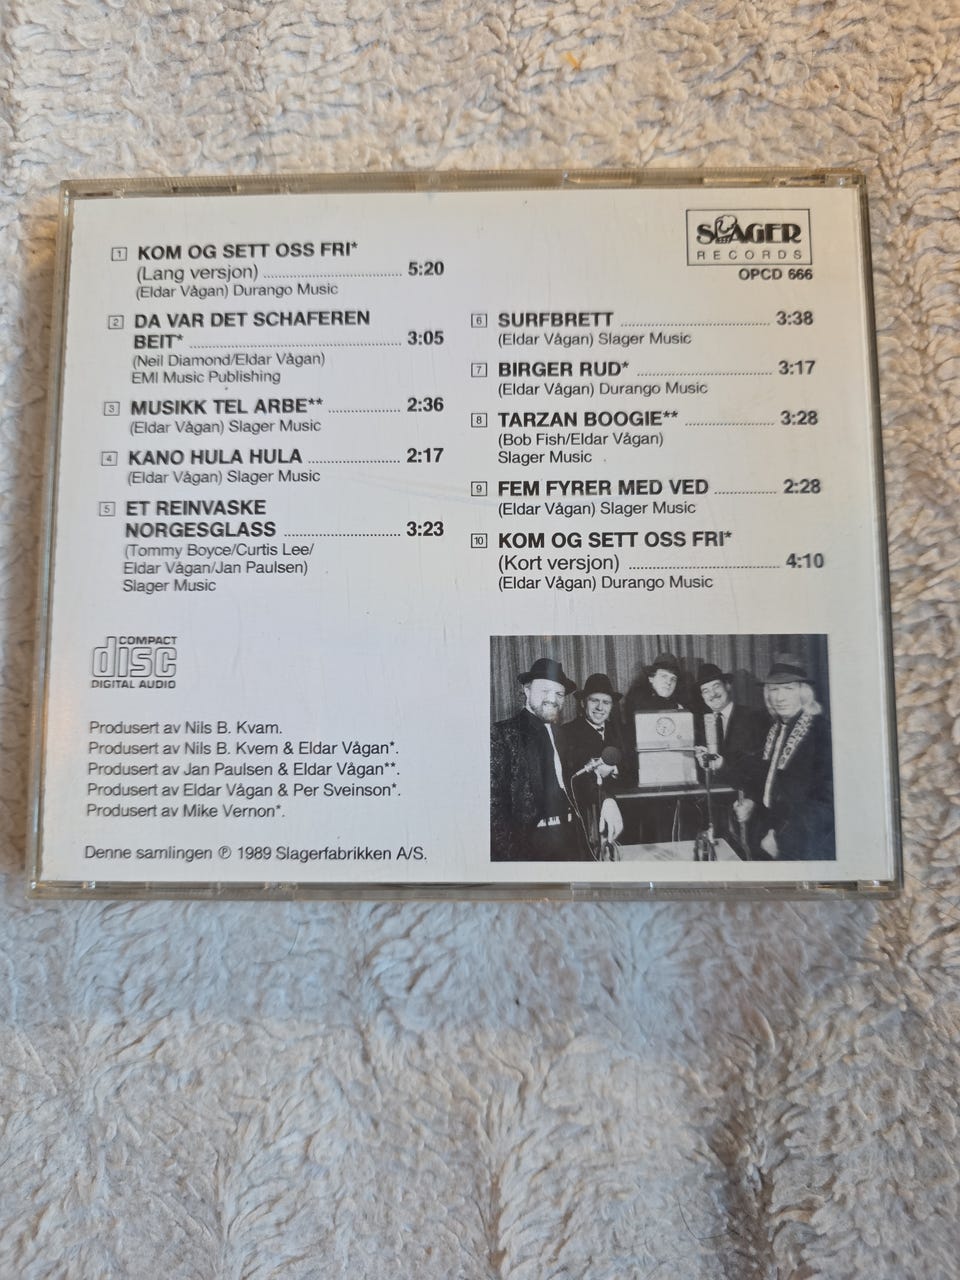 1 KOM OG SETT OSS FRI*
(Lang versjon) 5:20
(Eldar Vågan) Durango Music
2 DA VAR DET SCHAFEREN
BEIT* 3:05
(Neil Diamond/Eldar Vågan)
EMI Music Publishing
3 MUSIKK TEL ARBE** 2:36
(Eldar Vågan) Slager Music
4 KANO HULA HULA 2:17
(Eldar Vågan) Slager Music
5 ET REINVASKE
NORGESGLASS 3:23
(Tommy Boyce/Curtis Lee/
Eldar Vågan/Jan Paulsen)
Slager Music
SLAGER
RECORDS
OPCD 666
6 SURFBRETT 3:38
(Eldar Vågan) Slager Music
7 BIRGER RUD* 3:17
(Eldar Vågan) Durango Music
8 TARZAN BOOGIE** 3:28
(Bob Fish/Eldar Vågan)
Slager Music
9 FEM FYRER MED VED 2:28
(Eldar Vågan) Slager Music
10 KOM OG SETT OSS FRI*
(Kort versjon) 4:10
(Eldar Vågan) Durango Music
COMPACT
disc
DIGITAL AUDIO
Produsert av Nils B. Kvam.
Produsert av Nils B. Kvem & Eldar Vågan*.
Produsert av Jan Paulsen & Eldar Vågan**.
Produsert av Eldar Vågan & Per Sveinson*.
Produsert av Mike Vernon*.
Denne samlingen ℗ 1989 Slagerfabrikken A/S.